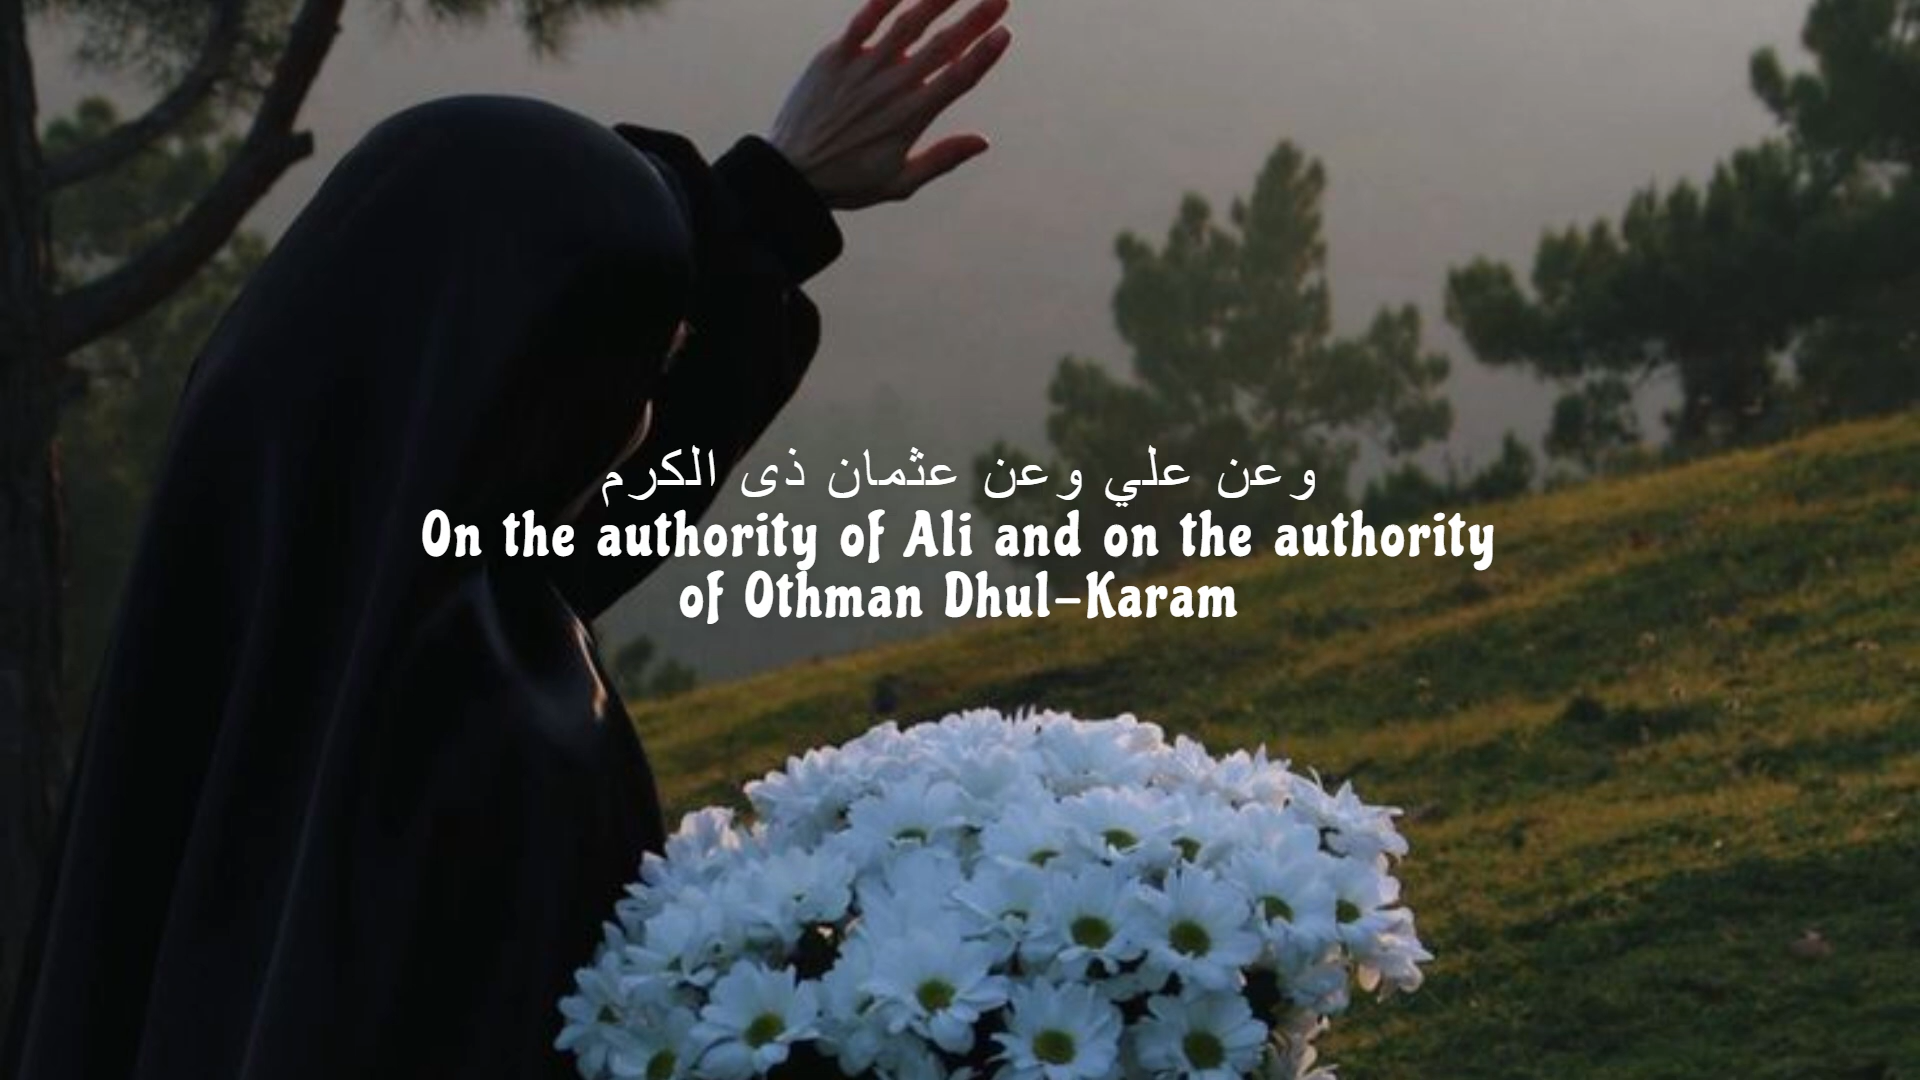 وعن علي وعن عثمان ذى الكرم
On the authority of Ali and on the authority
of Othman Dhul-Karam